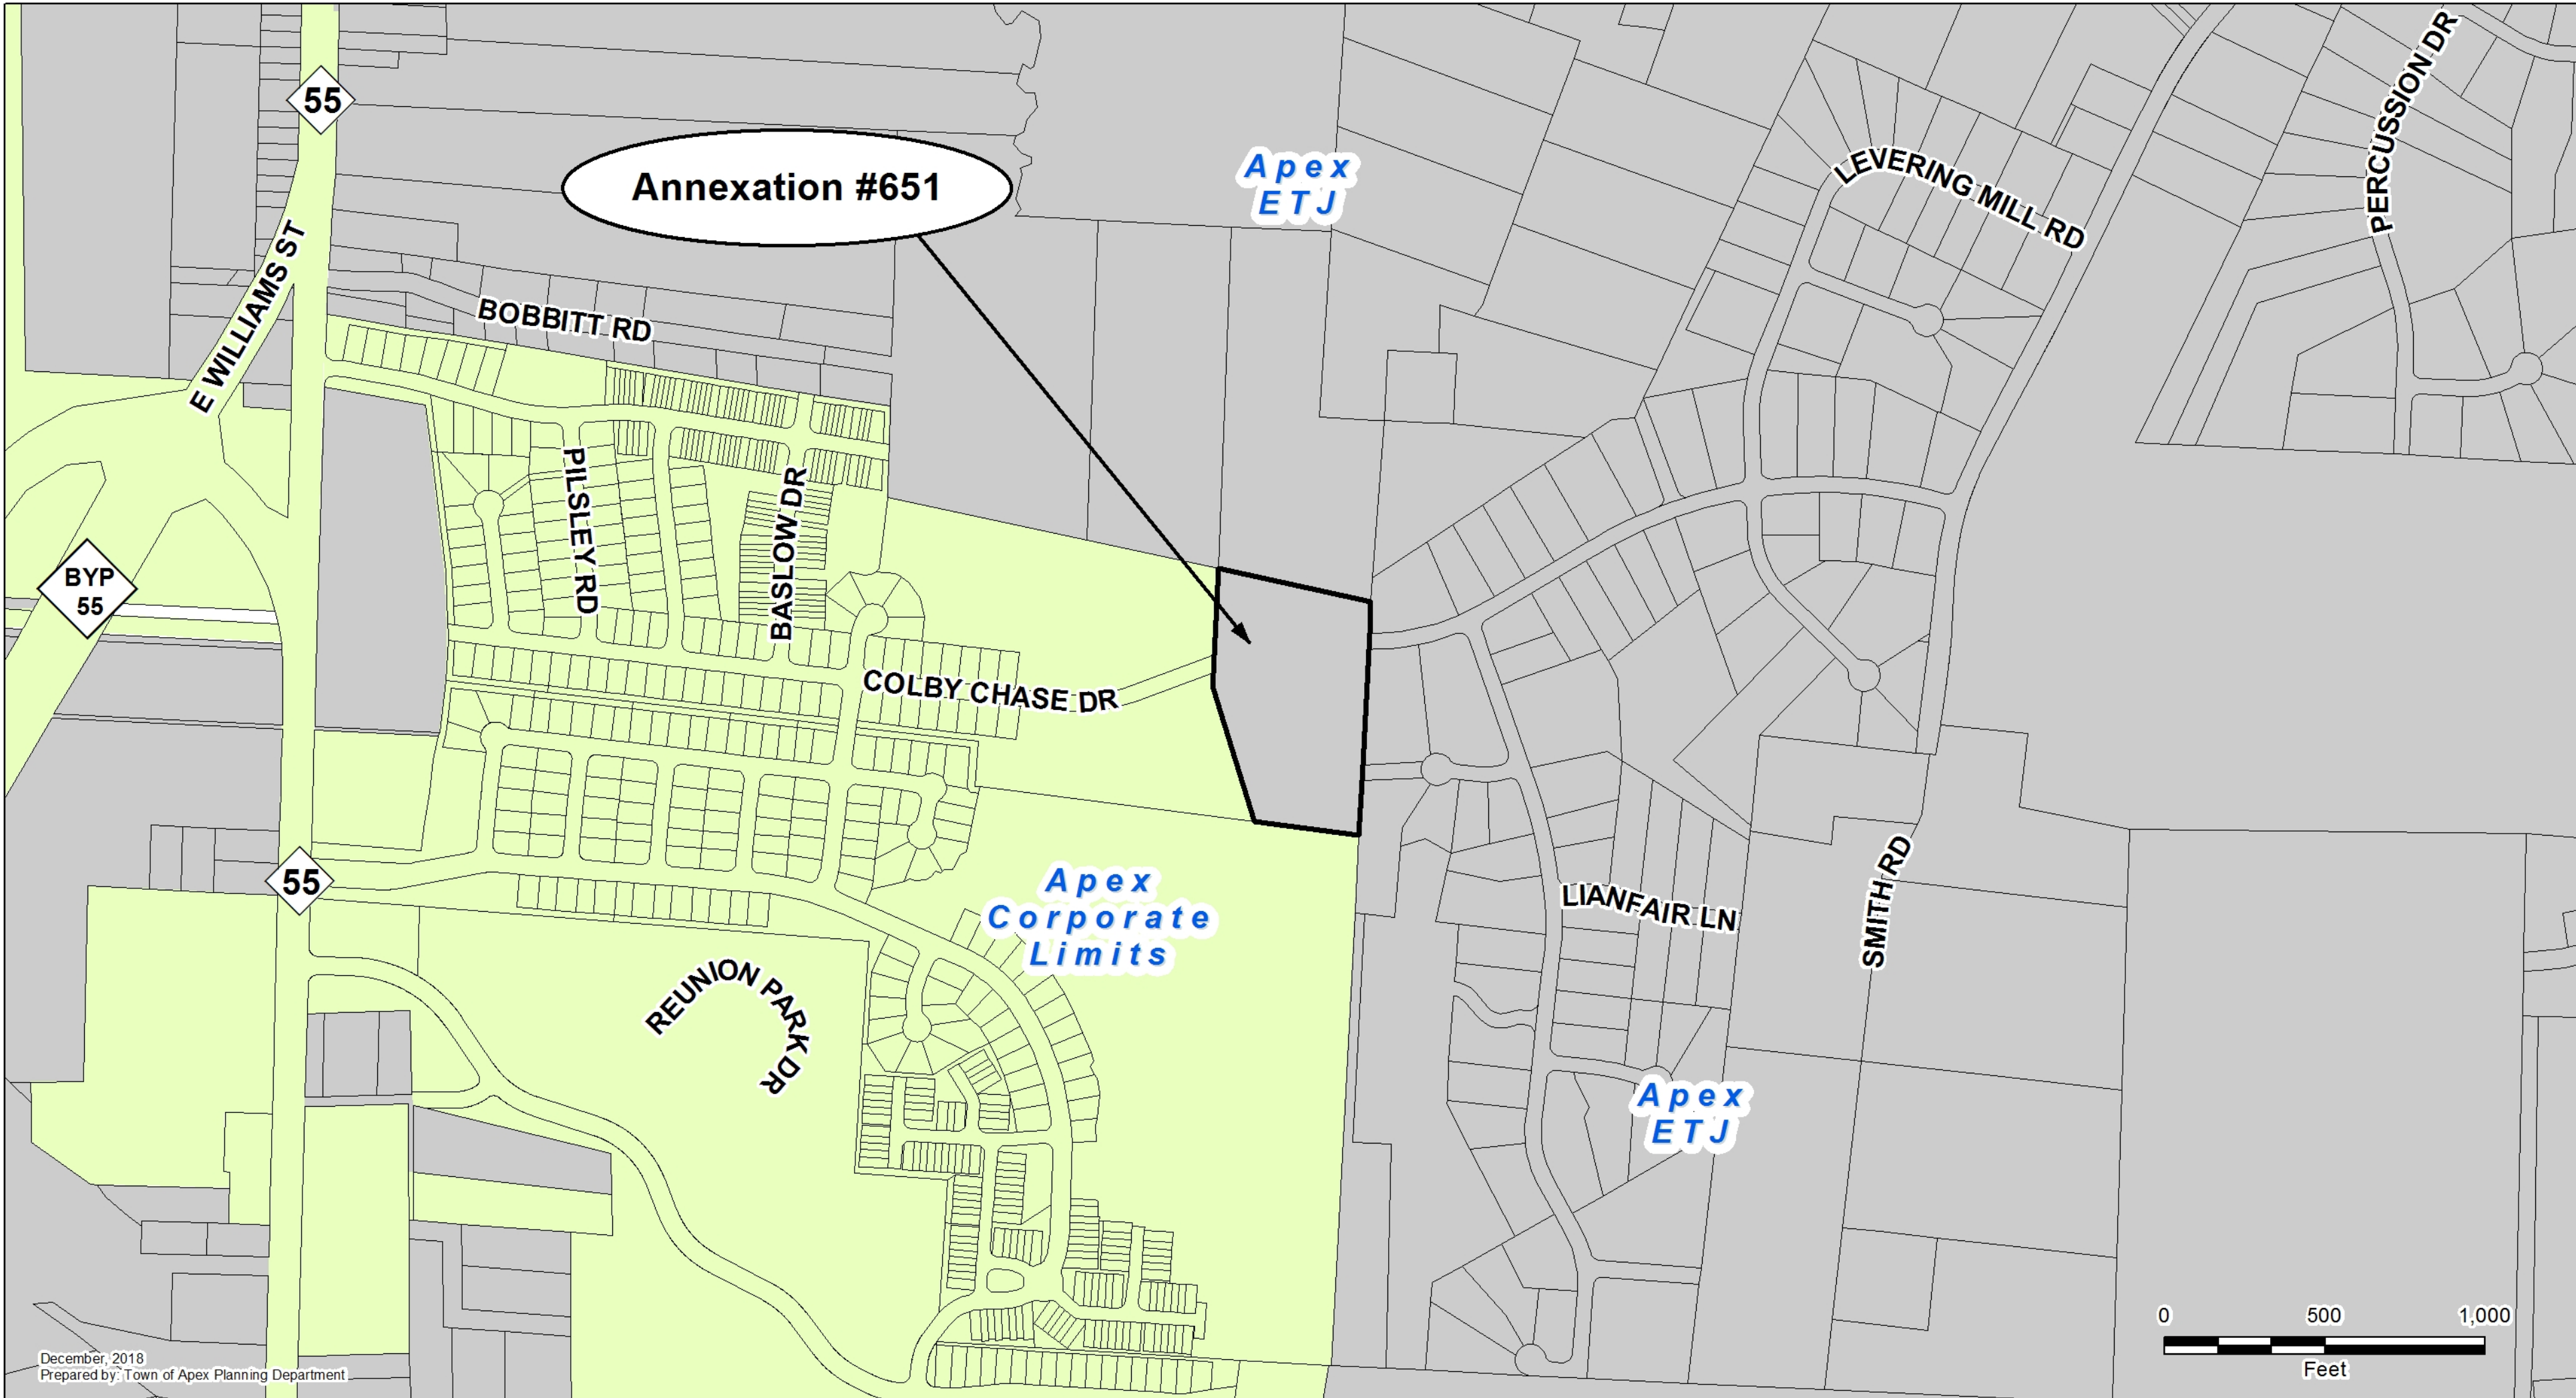 55
PERCUSSION DR
Annexation #651
Apex
ETJ
LEVERING MILL RD
E WILLIAMS ST
BOBBITT RD
PILSLEY RD
BASLOW DR
BYP
55
COLBY CHASE DR
55
Apex
Corporate
Limits
LIANFAIR LN
SMITH RD
REUNION PARK DR
Apex
ETJ
0 500 1,000
Feet
December, 2018
Prepared by: Town of Apex Planning Department